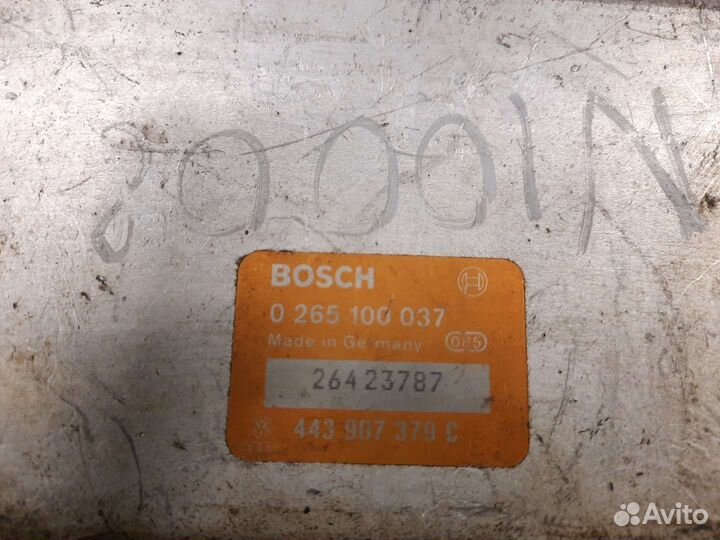 BOSCH
0 265 100 037
Made in Germany 085
26423787
443 907 379 C
Avito